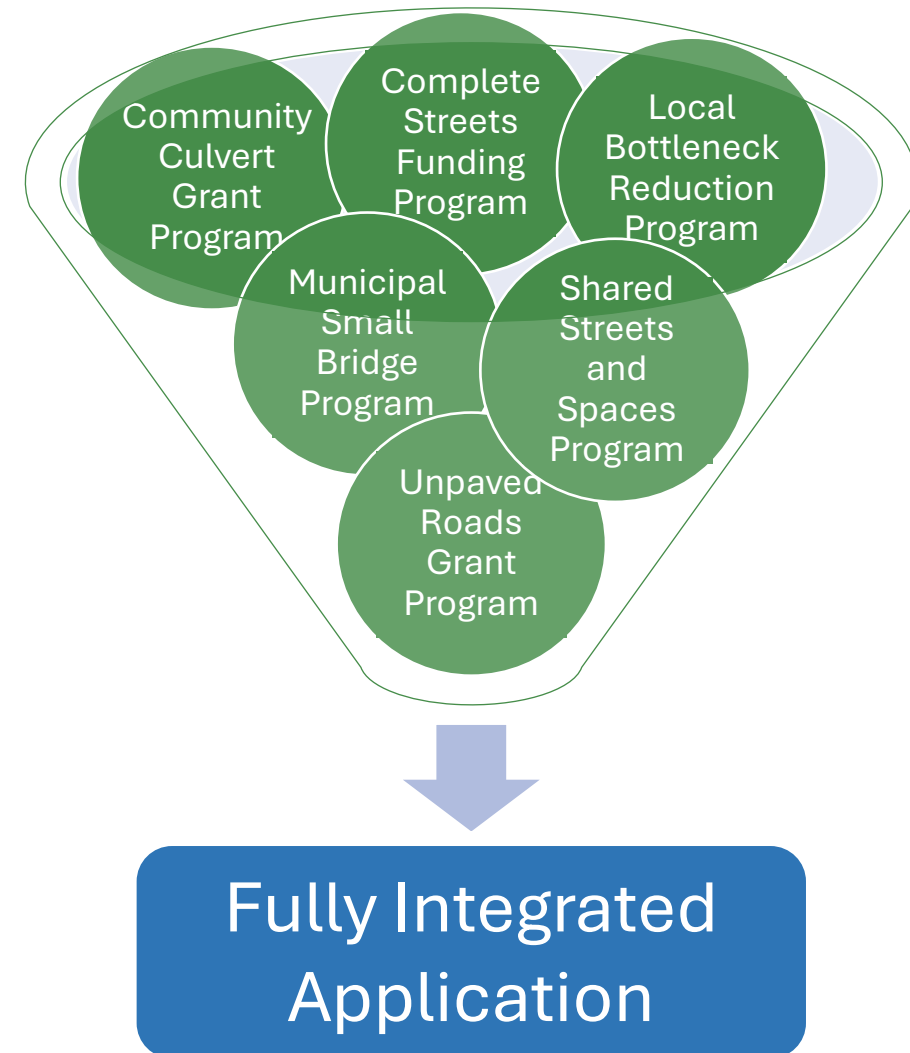 Community
Culvert
Grant
Program
Complete
Streets
Funding
Program
Local
Bottleneck
Reduction
Program
Municipal
Small
Bridge
Program
Shared
Streets
and
Spaces
Program
Unpaved
Roads
Grant
Program
Fully Integrated
Application